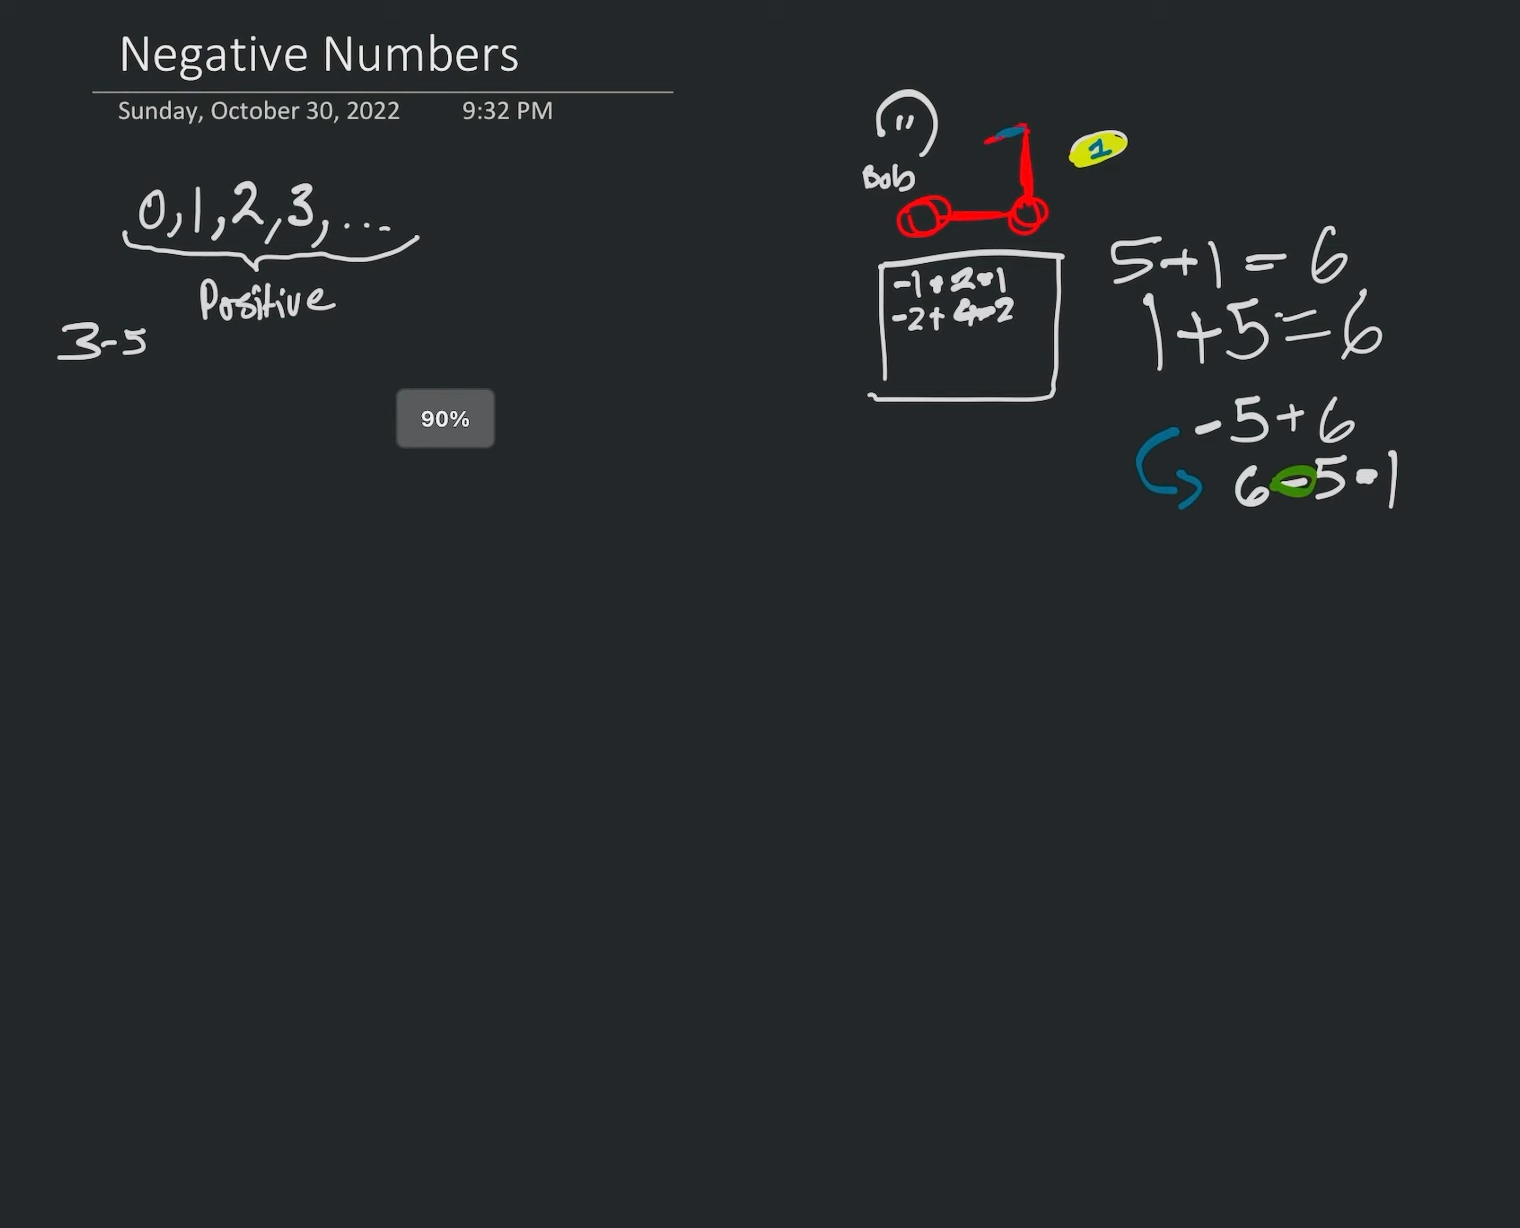 Negative Numbers
Sunday, October 30, 2022 9:32 PM
0,1,2,3,...
Positive
3-5
90%
Bob
1
-1+2=1
-2+4=2
5+1=6
1+5=6
-5+6
6-5=1